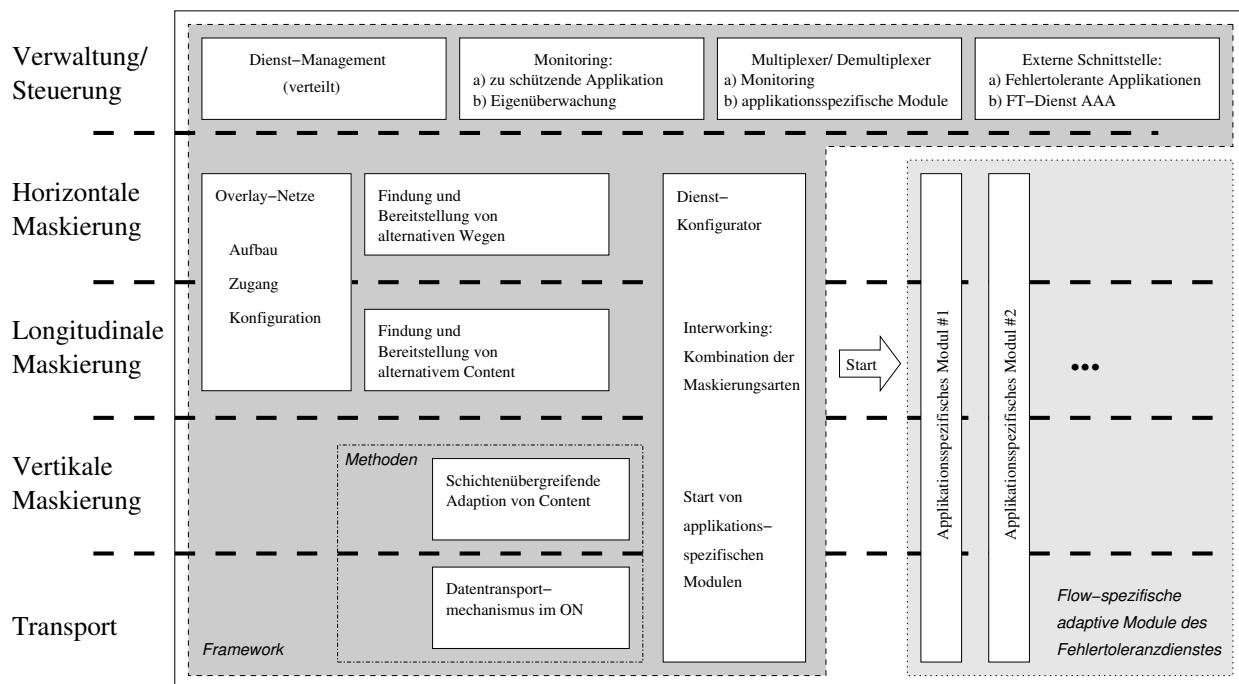 Verwaltung/
Steuerung
Dienst−Management
(verteilt)
Monitoring:
a) zu schützende Applikation
b) Eigenüberwachung
Multiplexer/ Demultiplexer
a) Monitoring
b) applikationsspezifische Module
Externe Schnittstelle:
a) Fehlertolerante Applikationen
b) FT−Dienst AAA
Horizontale
Maskierung
Overlay−Netze
Aufbau
Zugang
Konfiguration
Findung und
Bereitstellung von
alternativen Wegen
Dienst−
Konfigurator
Longitudinale
Maskierung
Findung und
Bereitstellung von
alternativem Content
Interworking:
Kombination der
Maskierungsarten
Start
Applikationsspezifisches Modul #1
Applikationsspezifisches Modul #2
...
Vertikale
Maskierung
Methoden
Schichtenübergreifende
Adaption von Content
Start von
applikations−
spezifischen
Modulen
Transport
Datentransport−
mechanismus im ON
Framework
Flow−spezifische
adaptive Module des
Fehlertoleranzdienstes